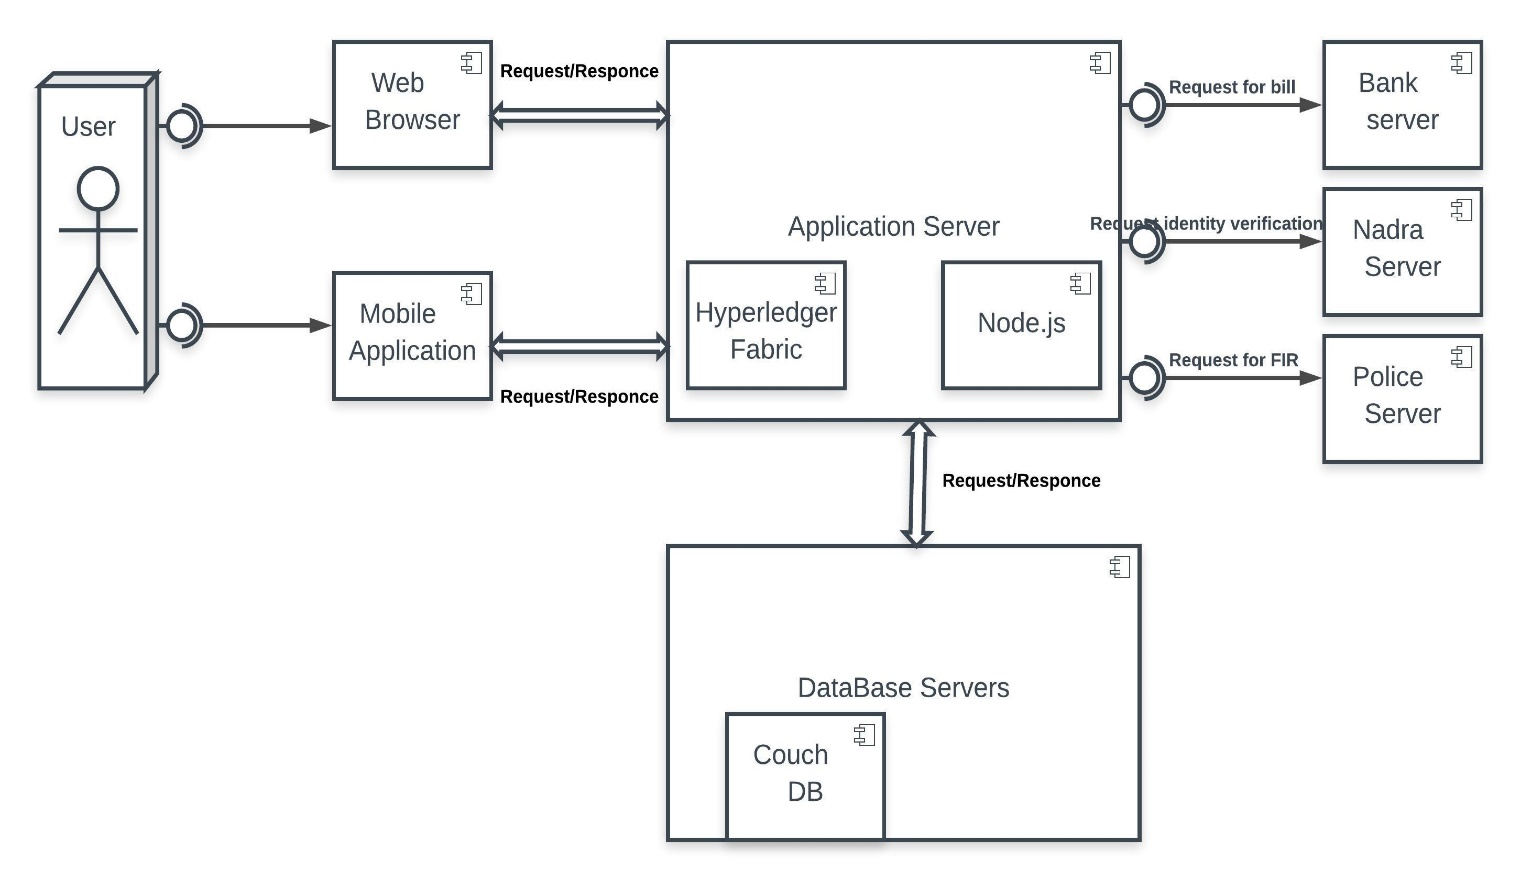 User
Web
Browser
Request/Responce
Mobile
Application
Request/Responce
Application Server
Hyperledger
Fabric
Node.js
Request for bill
Bank
server
Request identity verification
Nadra
Server
Request for FIR
Police
Server
Request/Responce
DataBase Servers
Couch
DB